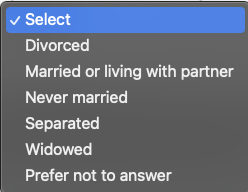 Select
Divorced
Married or living with partner
Never married
Separated
Widowed
Prefer not to answer